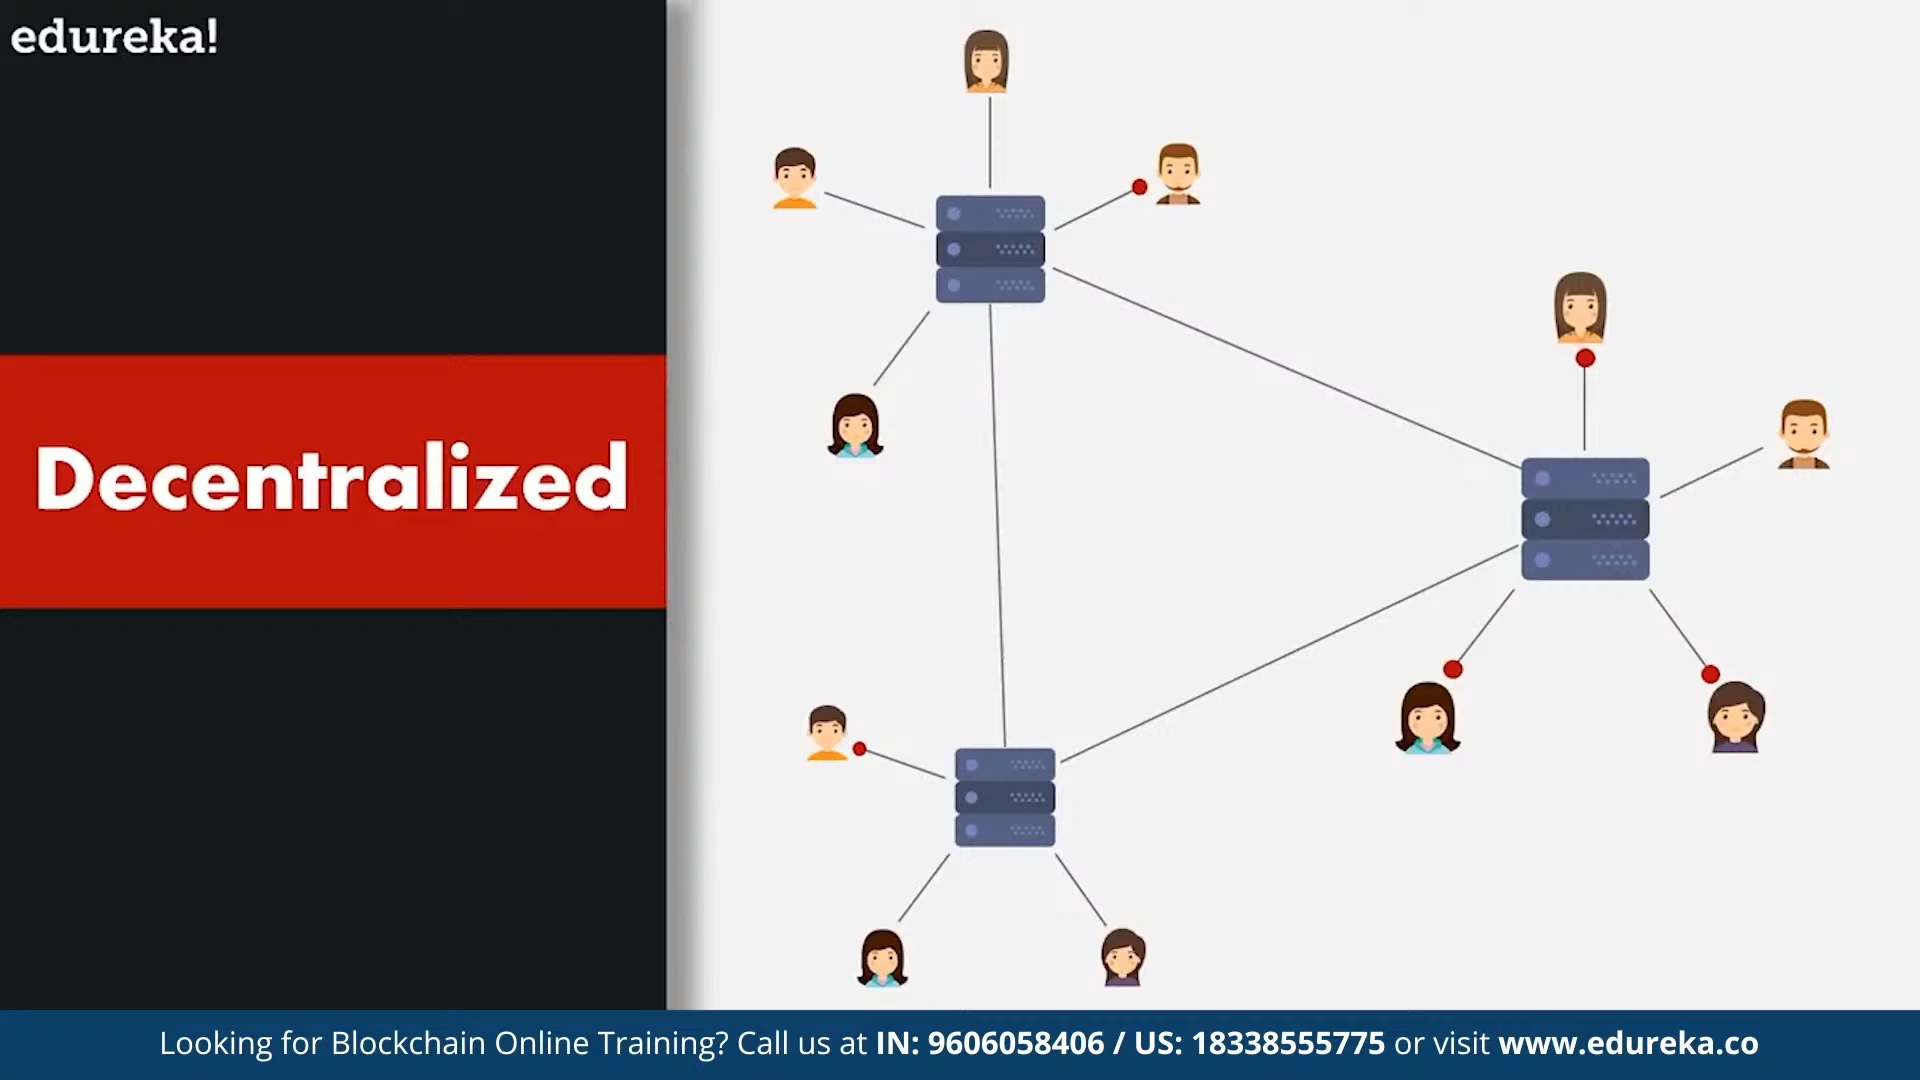 edureka!
Decentralized
Looking for Blockchain Online Training? Call us at IN: 9606058406 / US: 18338555775 or visit www.edureka.co